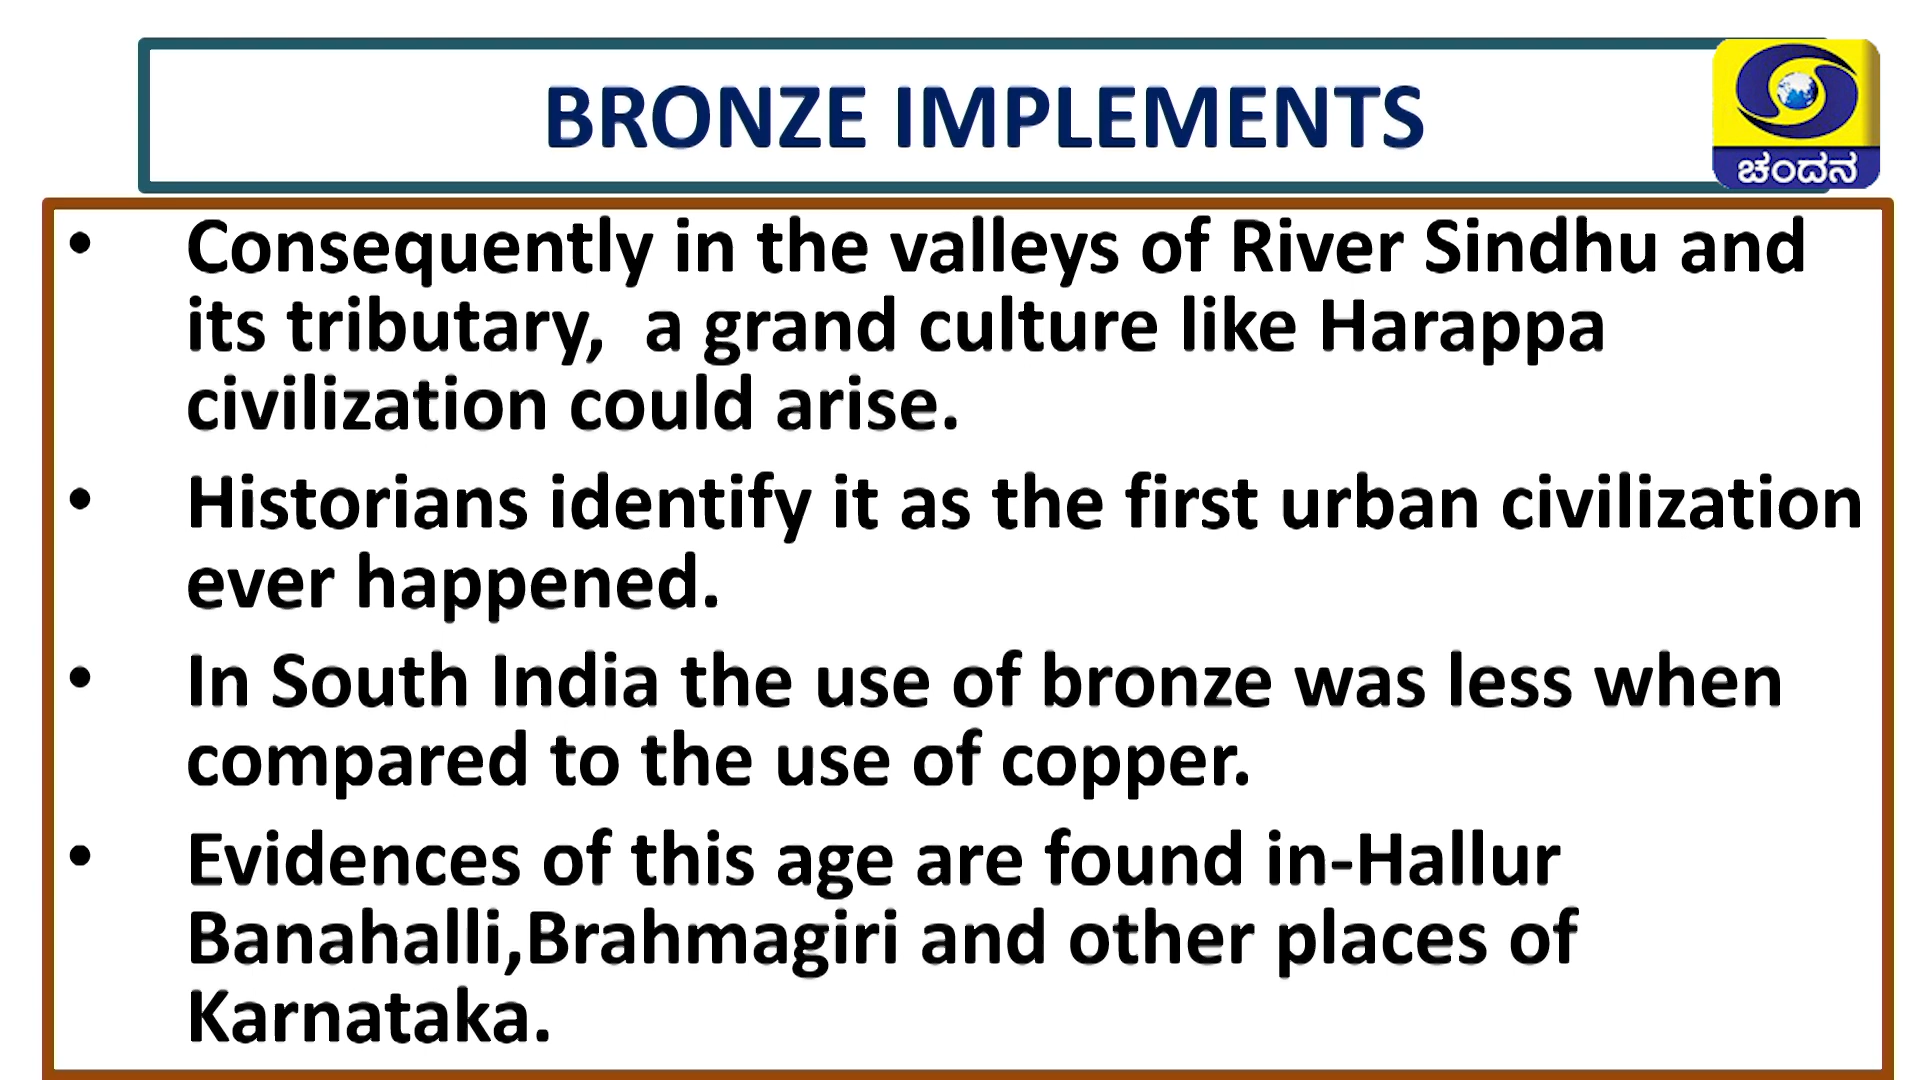 BRONZE IMPLEMENTS
ಚಂದನ
• Consequently in the valleys of River Sindhu and
its tributary, a grand culture like Harappa
civilization could arise.
• Historians identify it as the first urban civilization
ever happened.
• In South India the use of bronze was less when
compared to the use of copper.
• Evidences of this age are found in-Hallur
Banahalli,Brahmagiri and other places of
Karnataka.